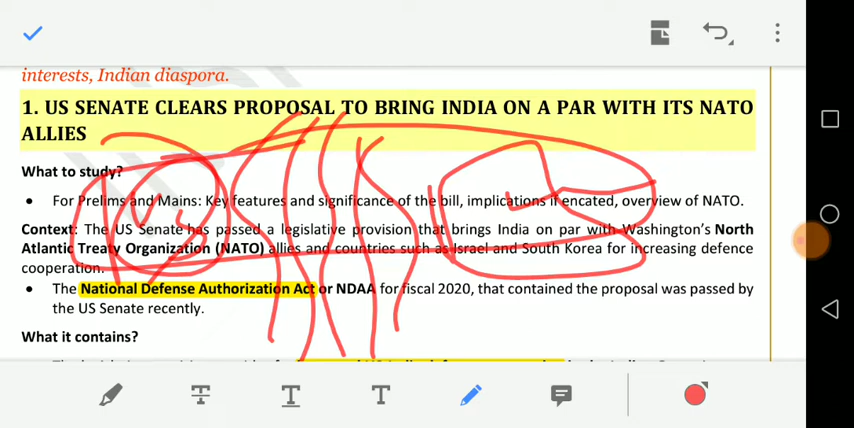 interests, Indian diaspora.
1. US SENATE CLEARS PROPOSAL TO BRING INDIA ON A PAR WITH ITS NATO
ALLIES
What to study?
• For Prelims and Mains: Key features and significance of the bill, implications if encated, overview of NATO.
Context: The US Senate has passed a legislative provision that brings India on par with Washington's North
Atlantic Treaty Organization (NATO) allies and countries such as Israel and South Korea for increasing defence
cooperation.
• The National Defense Authorization Act or NDAA for fiscal 2020, that contained the proposal was passed by
the US Senate recently.
What it contains?